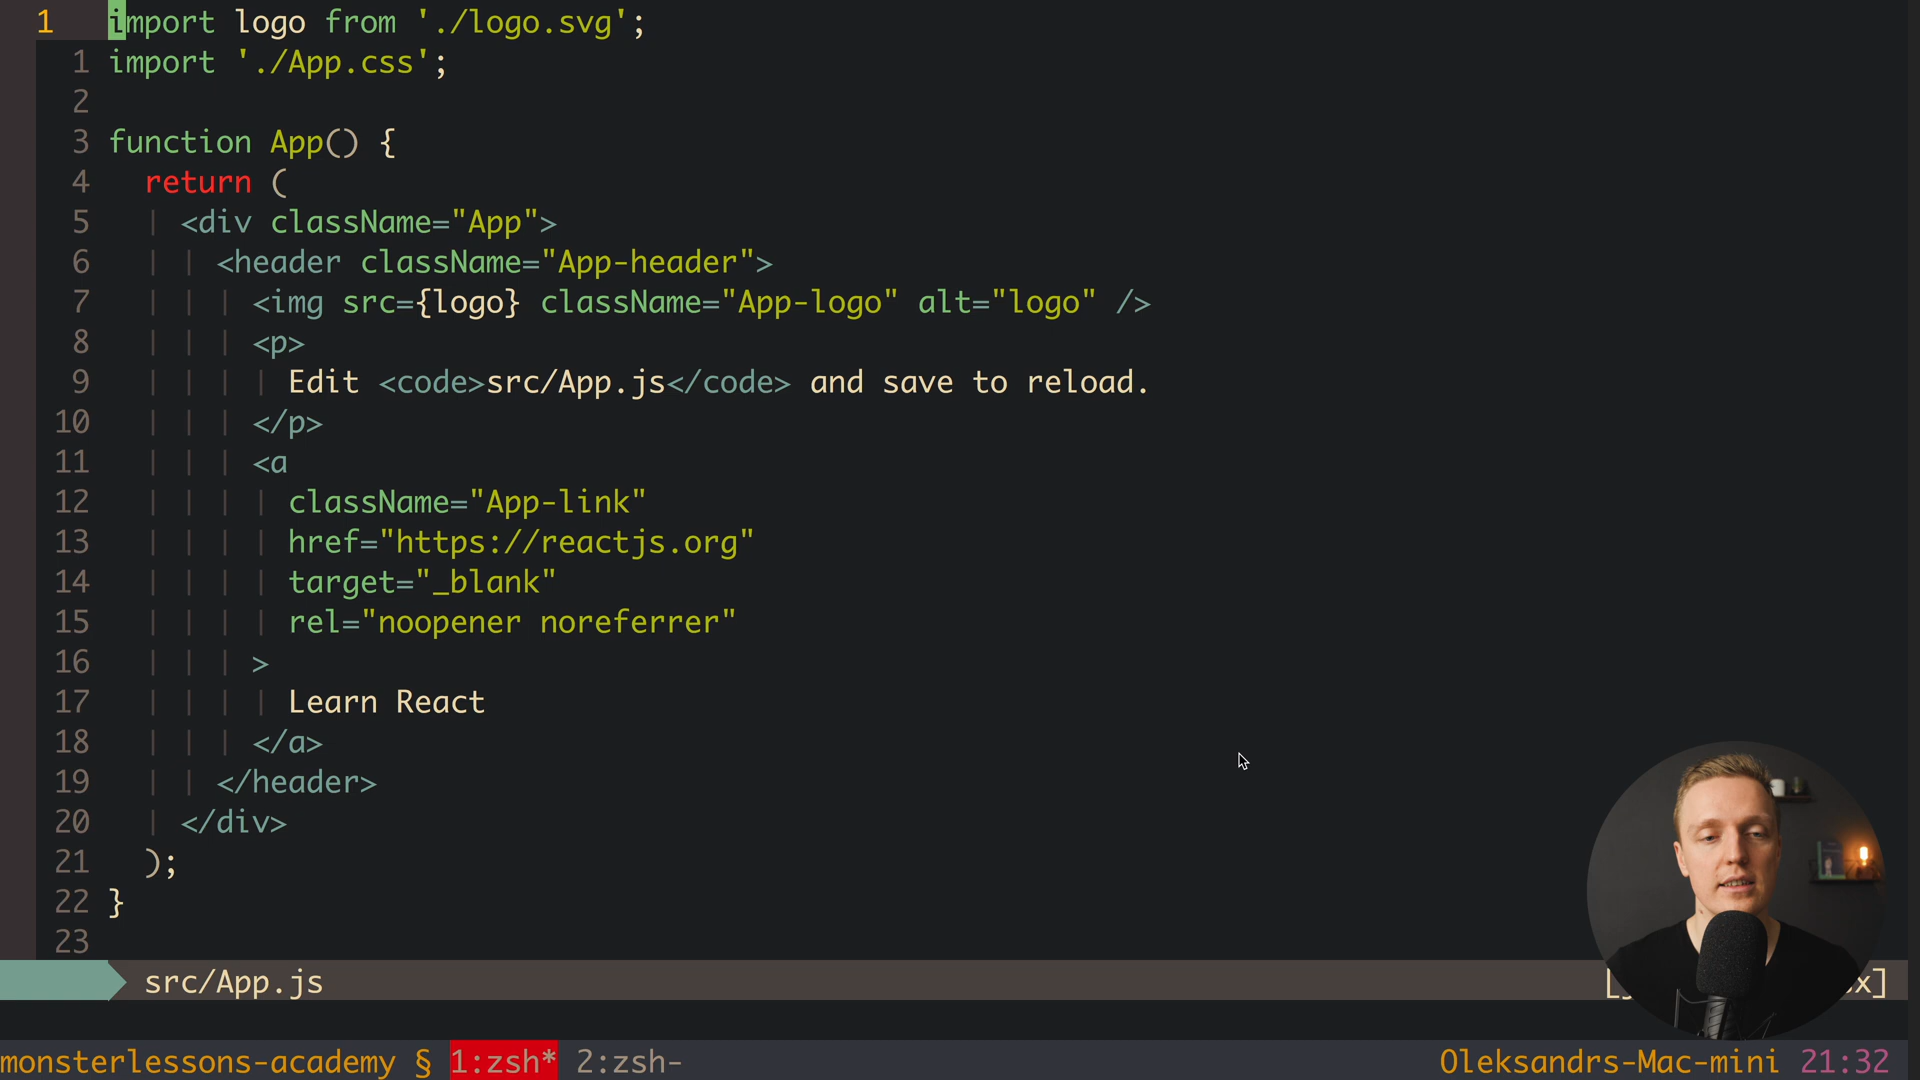 1 import logo from './logo.svg';
1 import './App.css';
2
3 function App() {
4 return (
5 <div className="App">
6 <header className="App-header">
7 <img src={logo} className="App-logo" alt="logo" />
8 <p>
9 Edit <code>src/App.js</code> and save to reload.
10 </p>
11 <a
12 className="App-link"
13 href="https://reactjs.org"
14 target="_blank"
15 rel="noopener noreferrer"
16 >
17 Learn React
18 </a>
19 </header>
20 </div>
21 );
22 }
23
src/App.js
monsterlessons-academy § 1:zsh* 2:zsh- Oleksandrs-Mac-mini 21:32